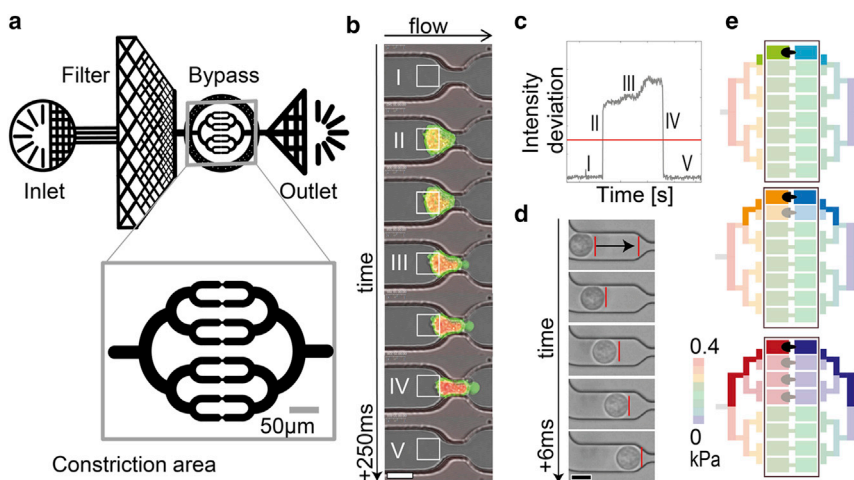 a
Filter
Bypass
Inlet
Outlet
50µm
Constriction area
b
flow
time
I
II
III
IV
V
+250ms
c
Intensity
deviation
I
II
III
IV
V
Time [s]
d
time
+6ms
e
0.4
0
kPa